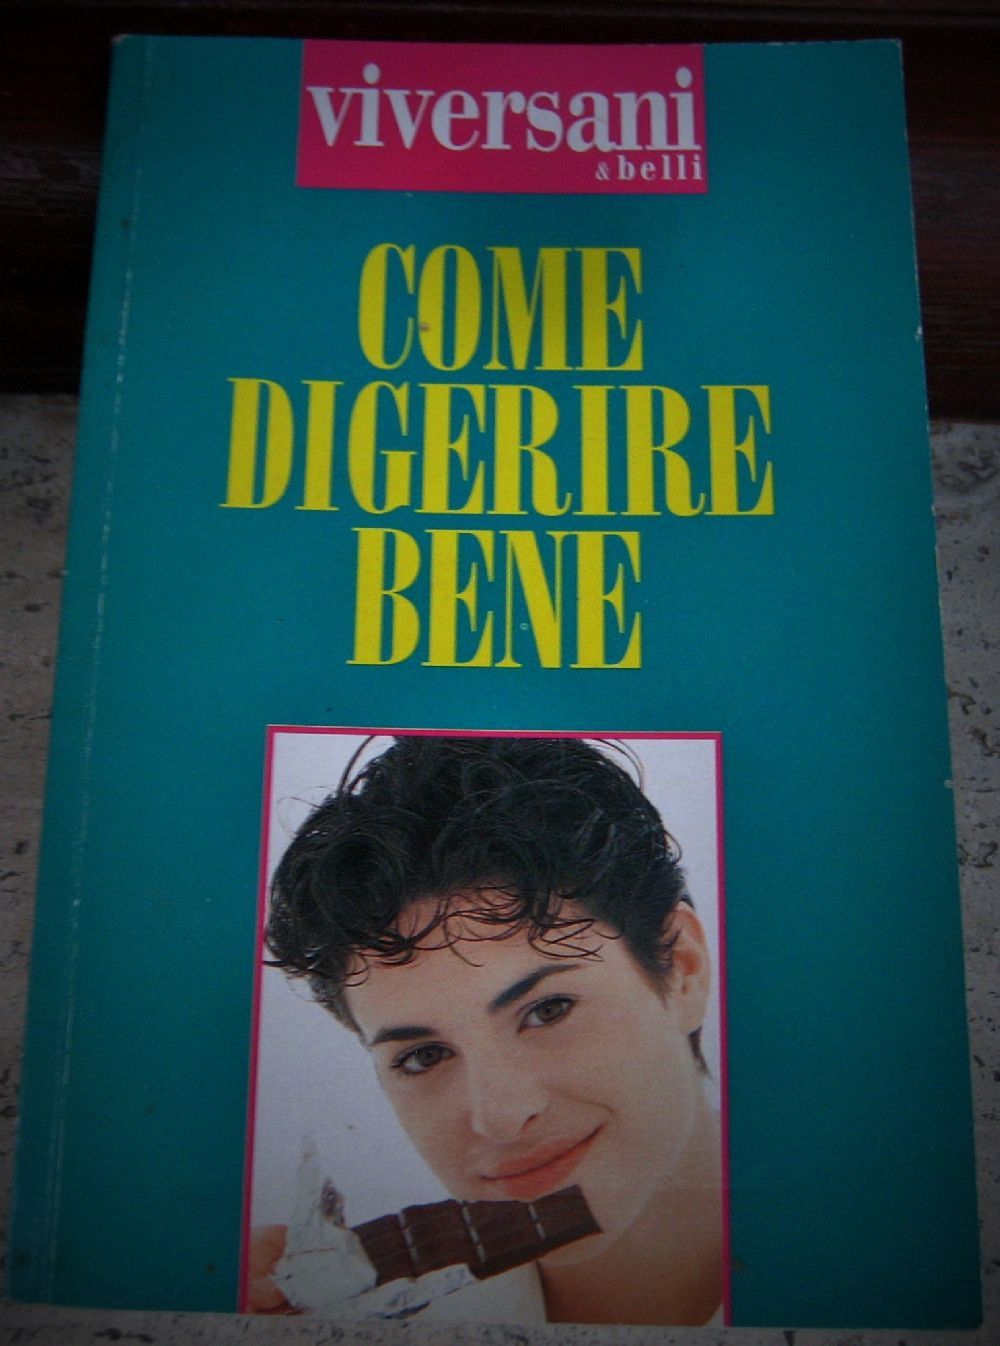 viversani
& belli
COME
DIGERIRE
BENE